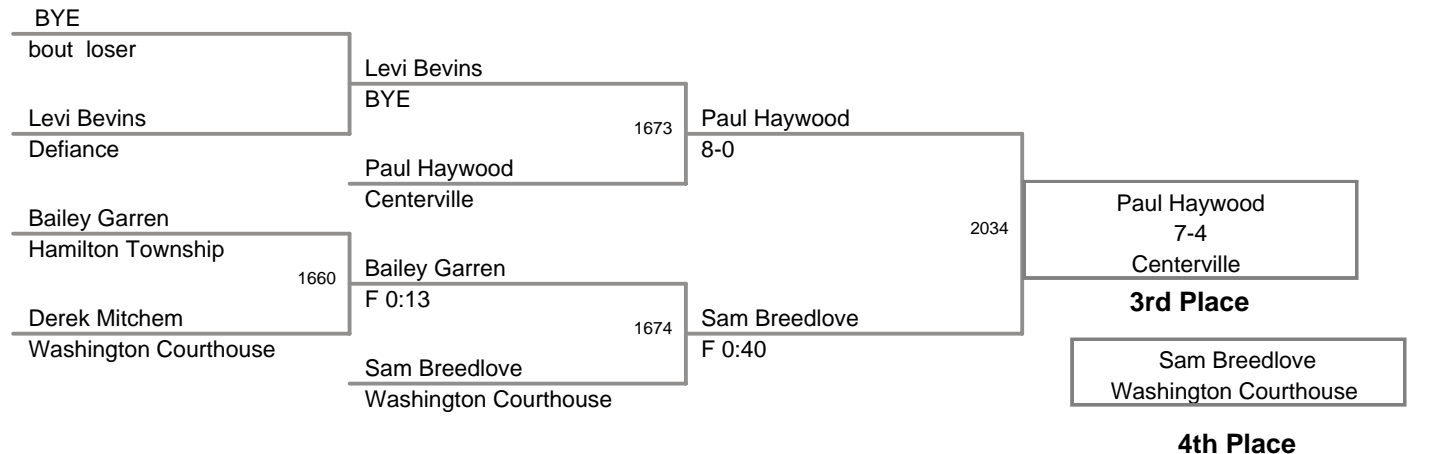 BYE
bout loser
Levi Bevins
BYE
Levi Bevins
Defiance
1673
Paul Haywood
8-0
Paul Haywood
Centerville
Bailey Garren
Hamilton Township
1660
Bailey Garren
F 0:13
Derek Mitchem
Washington Courthouse
1674
Sam Breedlove
F 0:40
Sam Breedlove
Washington Courthouse
2034
Paul Haywood
7-4
Centerville
3rd Place
Sam Breedlove
Washington Courthouse
4th Place